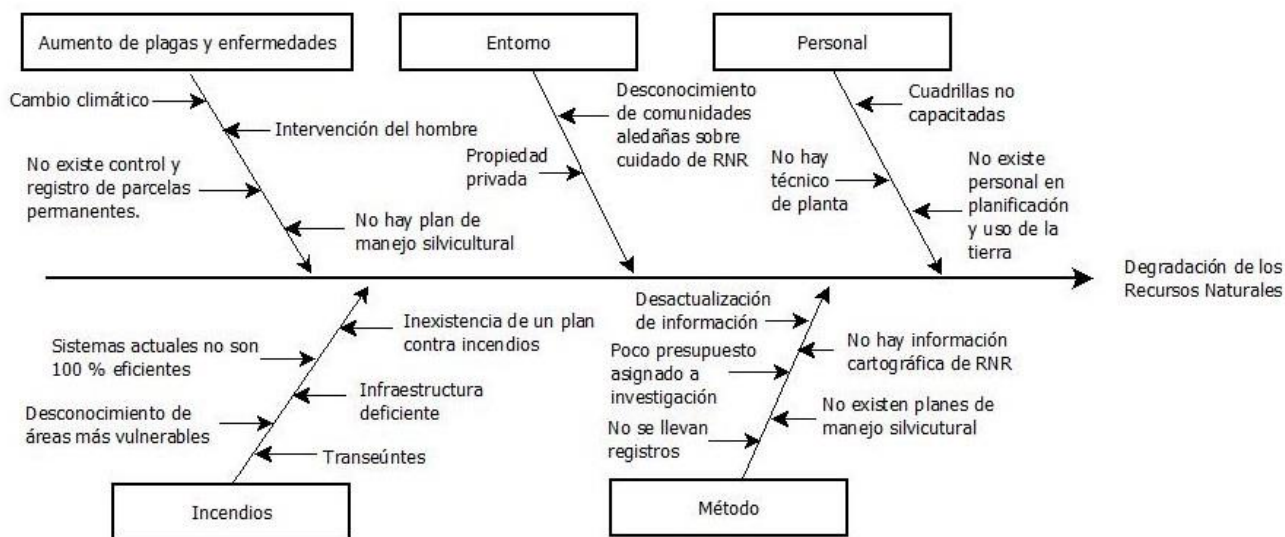 Aumento de plagas y enfermedades
Cambio climático
Intervención del hombre
No existe control y
registro de parcelas
permanentes.
No hay plan de
manejo silvicultural
Entorno
Desconocimiento
de comunidades
aledañas sobre
cuidado de RNR
Propiedad
privada
Personal
Cuadrillas no
capacitadas
No hay
técnico
de planta
No existe
personal en
planificación
y uso de la
tierra
Degradación de los
Recursos Naturales
Inexistencia de un plan
contra incendios
Sistemas actuales no son
100 % eficientes
Infraestructura
deficiente
Desconocimiento de
áreas más vulnerables
Transeúntes
Incendios
Desactualización
de información
No hay información
cartográfica de RNR
Poco presupuesto
asignado a
investigación
No existen planes de
manejo silvicutural
No se llevan
registros
Método